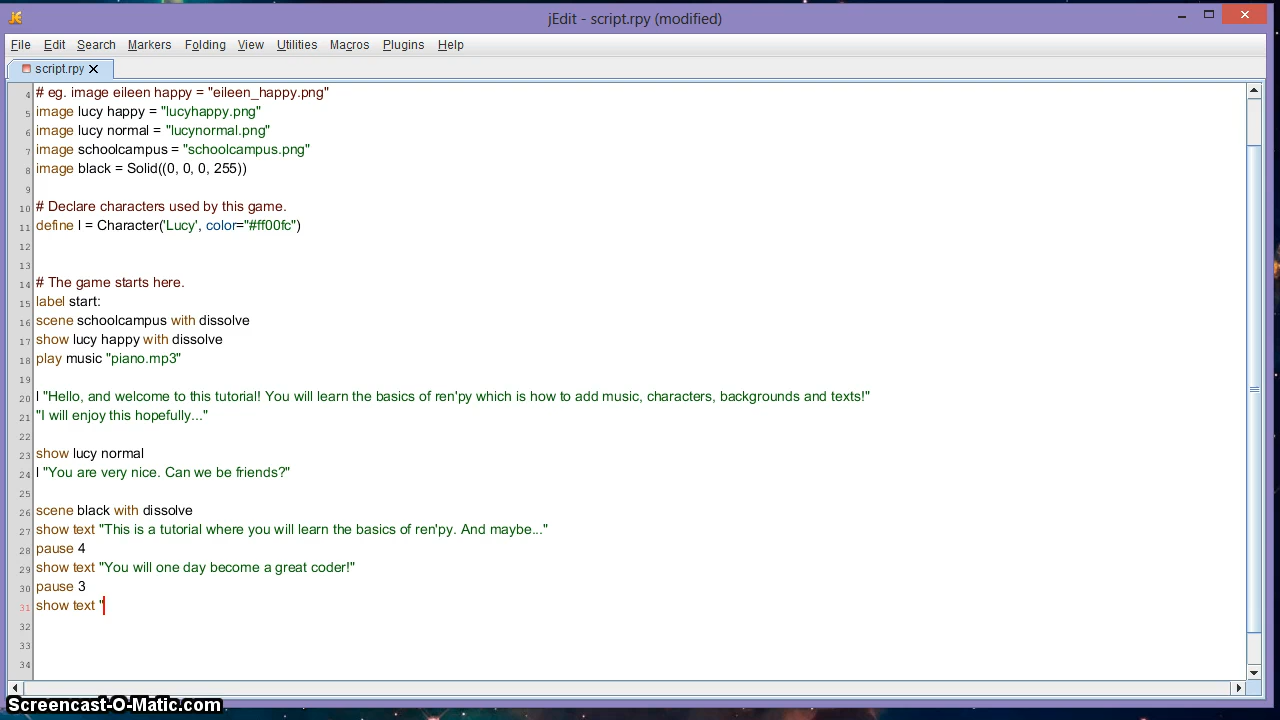 jEdit - script.rpy (modified)
File Edit Search Markers Folding View Utilities Macros Plugins Help
script.rpy
4 # eg. image eileen happy = "eileen_happy.png"
5 image lucy happy = "lucyhappy.png"
6 image lucy normal = "lucynormal.png"
7 image schoolcampus = "schoolcampus.png"
8 image black = Solid((0, 0, 0, 255))
9
10 # Declare characters used by this game.
11 define l = Character('Lucy', color="#ff00fc")
12
13
14 # The game starts here.
15 label start:
16 scene schoolcampus with dissolve
17 show lucy happy with dissolve
18 play music "piano.mp3"
19
20 l "Hello, and welcome to this tutorial! You will learn the basics of ren'py which is how to add music, characters, backgrounds and texts!"
21 "I will enjoy this hopefully..."
22
23 show lucy normal
24 l "You are very nice. Can we be friends?"
25
26 scene black with dissolve
27 show text "This is a tutorial where you will learn the basics of ren'py. And maybe..."
28 pause 4
29 show text "You will one day become a great coder!"
30 pause 3
31 show text "
32
33
34
Screencast-O-Matic.com